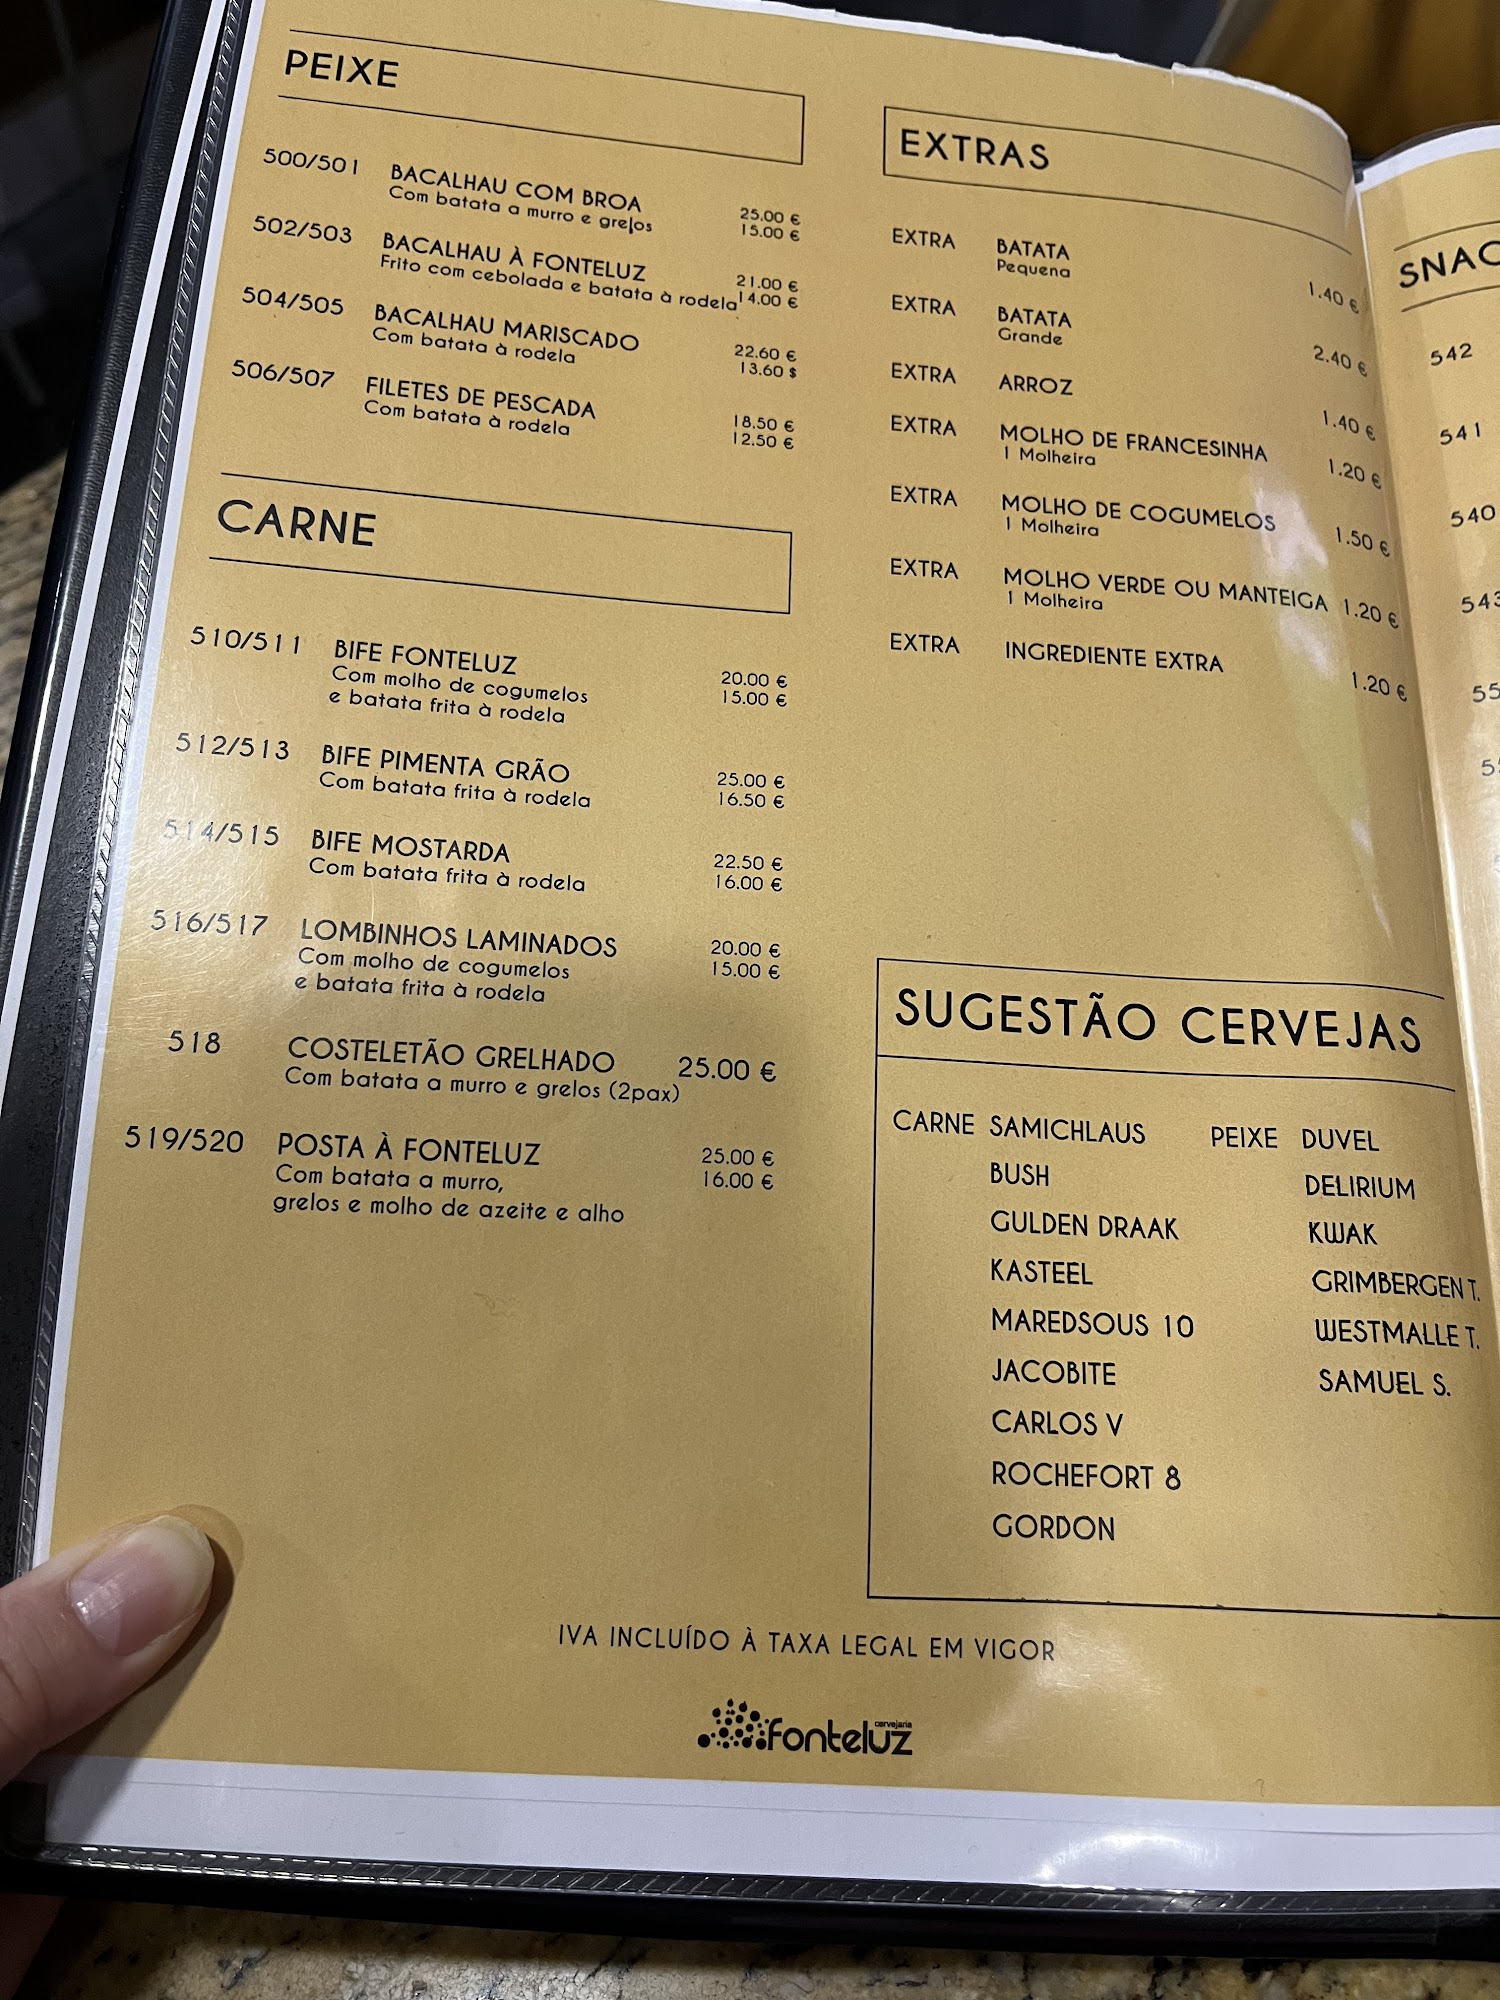 PEIXE
500/501 BACALHAU COM BROA 25.00 €
Com batata a murro e grelos 15.00 €
502/503 BACALHAU À FONTELUZ 21.00 €
Frito com cebolada e batata à rodela 14.00 €
504/505 BACALHAU MARISCADO 22.60 €
Com batata à rodela 13.60 $
506/507 FILETES DE PESCADA 18.50 €
Com batata à rodela 12.50 €
CARNE
510/511 BIFE FONTELUZ 20.00 €
Com molho de cogumelos 15.00 €
e batata frita à rodela
512/513 BIFE PIMENTA GRÃO 25.00 €
Com batata frita à rodela 16.50 €
514/515 BIFE MOSTARDA 22.50 €
Com batata frita à rodela 16.00 €
516/517 LOMBINHOS LAMINADOS 20.00 €
Com molho de cogumelos 15.00 €
e batata frita à rodela
518 COSTELETÃO GRELHADO 25.00 €
Com batata a murro e grelos (2pax)
519/520 POSTA À FONTELUZ 25.00 €
Com batata a murro, 16.00 €
grelos e molho de azeite e alho
EXTRAS
EXTRA BATATA 1.40 €
Pequena
EXTRA BATATA 2.40 €
Grande
EXTRA ARROZ 1.40 €
EXTRA MOLHO DE FRANCESINHA 1.20 €
1 Molheira
EXTRA MOLHO DE COGUMELOS 1.50 €
1 Molheira
EXTRA MOLHO VERDE OU MANTEIGA 1.20 €
1 Molheira
EXTRA INGREDIENTE EXTRA 1.20 €
SUGESTÃO CERVEJAS
CARNE SAMICHLAUS PEIXE DUVEL
BUSH DELIRIUM
GULDEN DRAAK KWAK
KASTEEL GRIMBERGEN T.
MAREDSOUS 10 WESTMALLE T.
JACOBITE SAMUEL S.
CARLOS V
ROCHEFORT 8
GORDON
IVA INCLUÍDO À TAXA LEGAL EM VIGOR
cervejaria
fonteluz
542
541
540